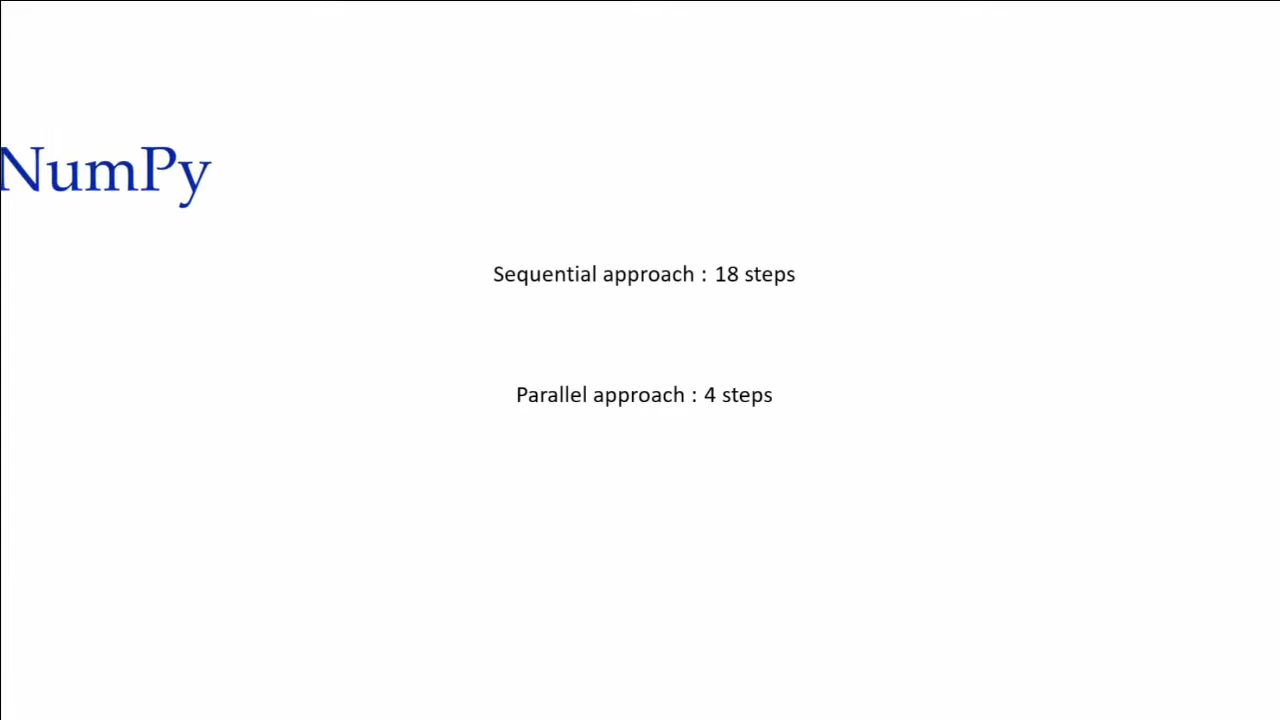 NumPy
Sequential approach : 18 steps
Parallel approach : 4 steps